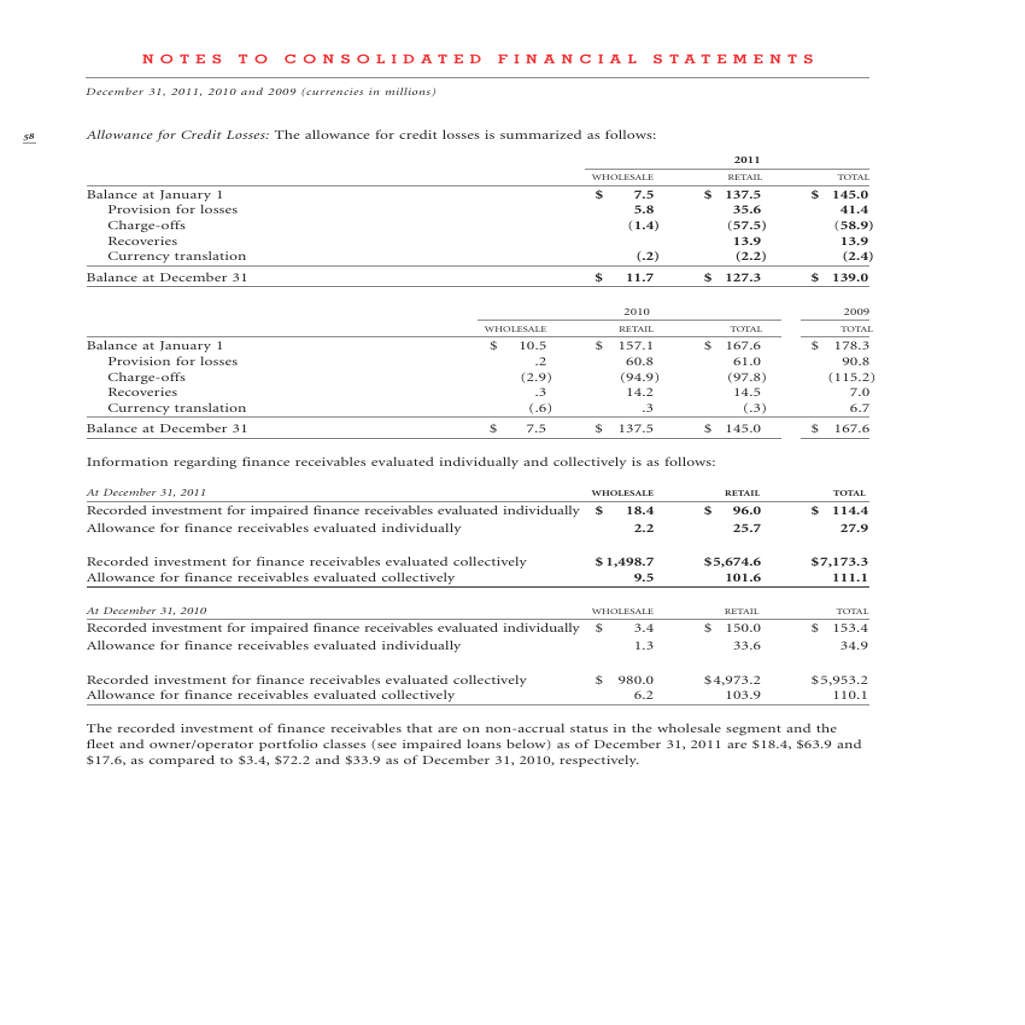 NOTES TO CONSOLIDATED FINANCIAL STATEMENTS
December 31, 2011, 2010 and 2009 (currencies in millions)
58
Allowance for Credit Losses: The allowance for credit losses is summarized as follows:
2011
WHOLESALE RETAIL TOTAL
Balance at January 1 $ 7.5 $ 137.5 $ 145.0
Provision for losses 5.8 35.6 41.4
Charge-offs (1.4) (57.5) (58.9)
Recoveries 13.9 13.9
Currency translation (.2) (2.2) (2.4)
Balance at December 31 $ 11.7 $ 127.3 $ 139.0
2010 2009
WHOLESALE RETAIL TOTAL TOTAL
Balance at January 1 $ 10.5 $ 157.1 $ 167.6 $ 178.3
Provision for losses .2 60.8 61.0 90.8
Charge-offs (2.9) (94.9) (97.8) (115.2)
Recoveries .3 14.2 14.5 7.0
Currency translation (.6) .3 (.3) 6.7
Balance at December 31 $ 7.5 $ 137.5 $ 145.0 $ 167.6
Information regarding finance receivables evaluated individually and collectively is as follows:
At December 31, 2011 WHOLESALE RETAIL TOTAL
Recorded investment for impaired finance receivables evaluated individually $ 18.4 $ 96.0 $ 114.4
Allowance for finance receivables evaluated individually 2.2 25.7 27.9
Recorded investment for finance receivables evaluated collectively $1,498.7 $5,674.6 $7,173.3
Allowance for finance receivables evaluated collectively 9.5 101.6 111.1
At December 31, 2010 WHOLESALE RETAIL TOTAL
Recorded investment for impaired finance receivables evaluated individually $ 3.4 $ 150.0 $ 153.4
Allowance for finance receivables evaluated individually 1.3 33.6 34.9
Recorded investment for finance receivables evaluated collectively $ 980.0 $4,973.2 $5,953.2
Allowance for finance receivables evaluated collectively 6.2 103.9 110.1
The recorded investment of finance receivables that are on non-accrual status in the wholesale segment and the
fleet and owner/operator portfolio classes (see impaired loans below) as of December 31, 2011 are $18.4, $63.9 and
$17.6, as compared to $3.4, $72.2 and $33.9 as of December 31, 2010, respectively.